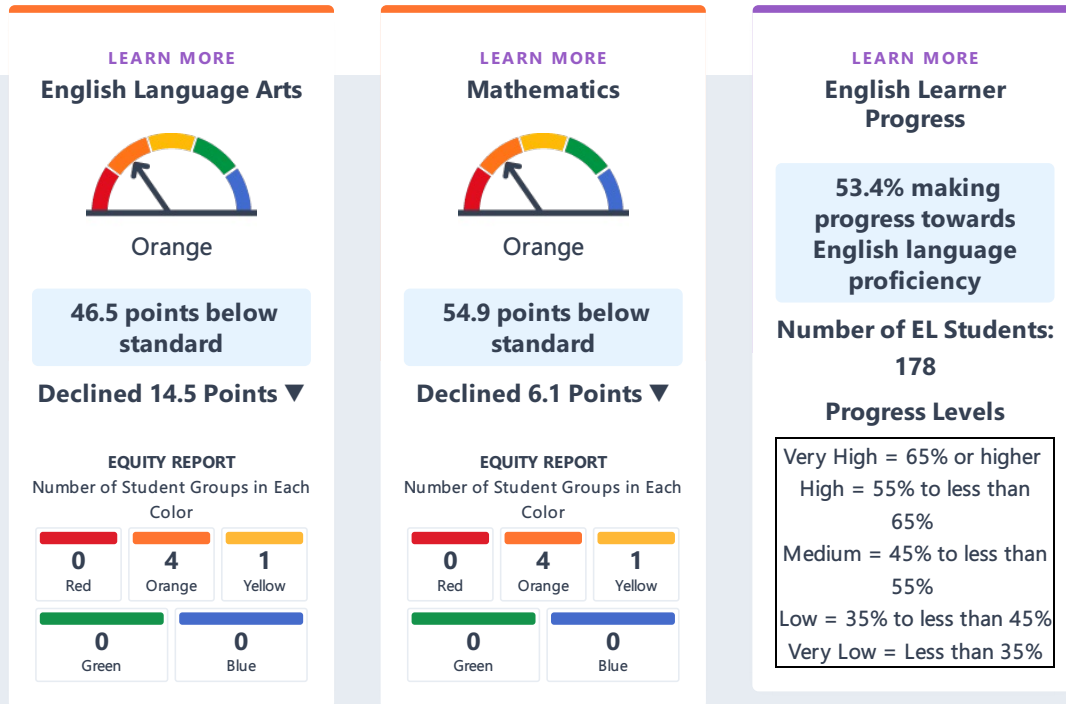 LEARN MORE
English Language Arts
Orange
46.5 points below
standard
Declined 14.5 Points ▼
EQUITY REPORT
Number of Student Groups in Each
Color
0
Red
4
Orange
1
Yellow
0
Green
0
Blue
LEARN MORE
Mathematics
Orange
54.9 points below
standard
Declined 6.1 Points ▼
EQUITY REPORT
Number of Student Groups in Each
Color
0
Red
4
Orange
1
Yellow
0
Green
0
Blue
LEARN MORE
English Learner
Progress
53.4% making
progress towards
English language
proficiency
Number of EL Students:
178
Progress Levels
Very High = 65% or higher
High = 55% to less than
65%
Medium = 45% to less than
55%
Low = 35% to less than 45%
Very Low = Less than 35%